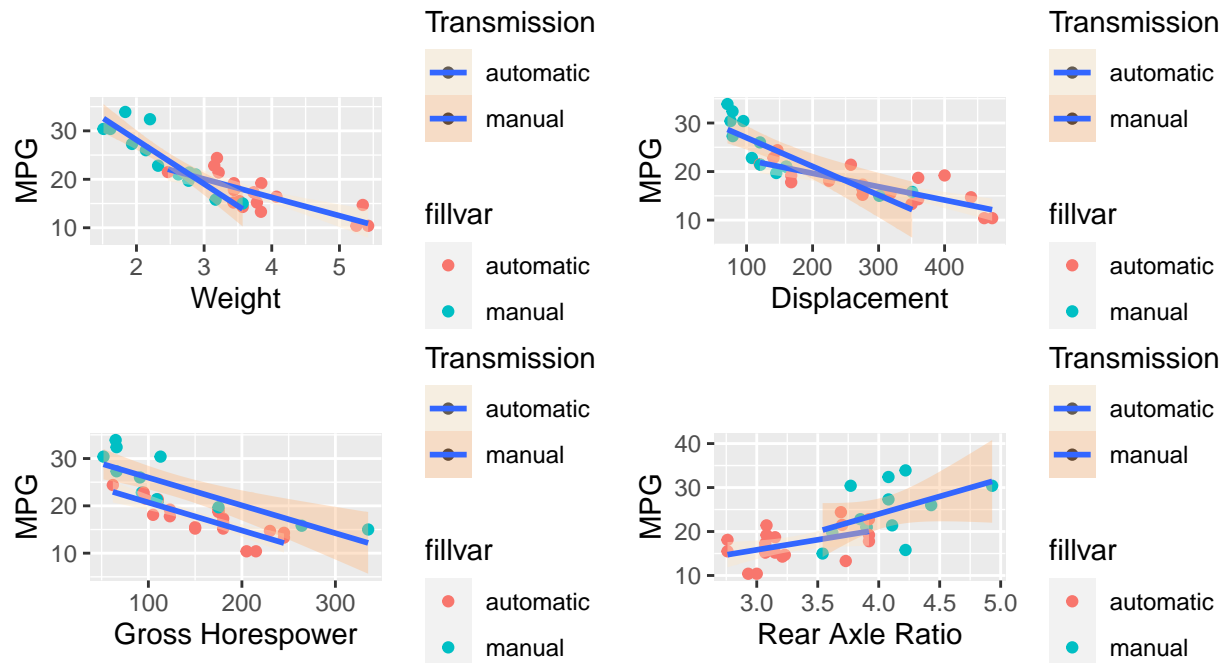 Transmission
automatic
manual
fillvar
automatic
manual
MPG
30
20
10
2 3 4 5
Weight
Transmission
automatic
manual
fillvar
automatic
manual
MPG
30
20
10
100 200 300 400
Displacement
Transmission
automatic
manual
fillvar
automatic
manual
MPG
30
20
10
100 200 300
Gross Horespower
Transmission
automatic
manual
fillvar
automatic
manual
MPG
40
30
20
10
3.0 3.5 4.0 4.5 5.0
Rear Axle Ratio